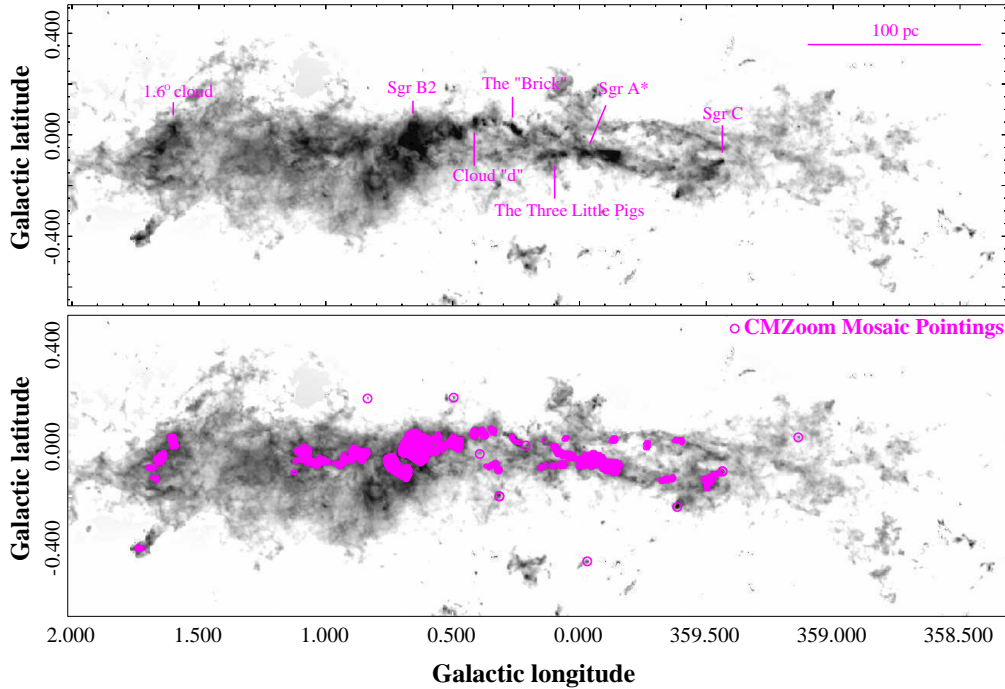 Galactic latitude
0.400
0.000
-0.400
100 pc
1.6° cloud
Sgr B2
The "Brick"
Sgr A*
Sgr C
Cloud "d"
The Three Little Pigs
Galactic latitude
0.400
0.000
-0.400
CMZoom Mosaic Pointings
2.000 1.500 1.000 0.500 0.000 359.500 359.000 358.500
Galactic longitude